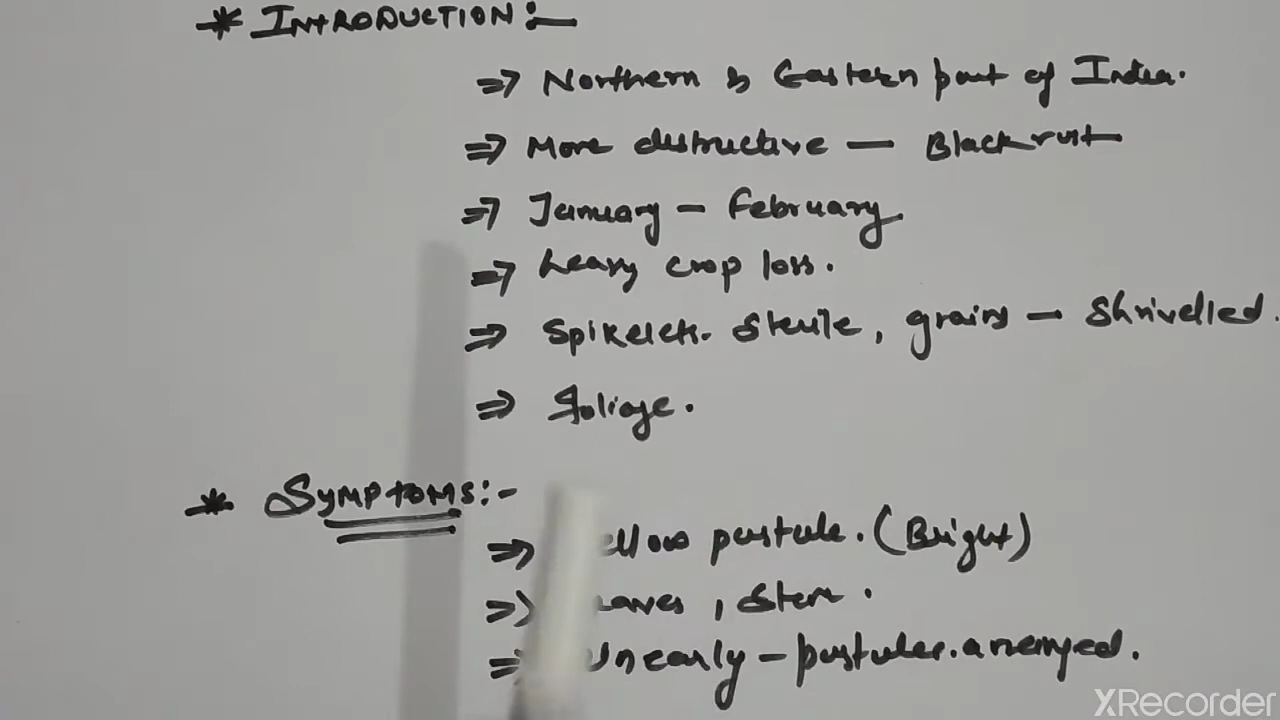 * INTRODUCTION:-
⇒ Northern & Eastern part of India.
⇒ More destructive - Black rust
⇒ January - February.
⇒ heavy crop loss.
⇒ Spikelets. sterile, grains - Shrivelled.
⇒ Foliage.
* SYMPTOMS:-
⇒ ellow pustule. (Bright)
⇒ eaves, stem.
⇒ inearly - pustules. arranged.
XRecorder